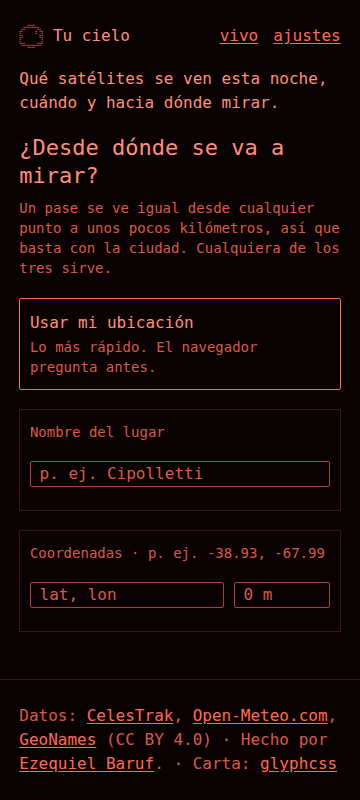 Tu cielo vivo ajustes
Qué satélites se ven esta noche,
cuándo y hacia dónde mirar.
¿Desde dónde se va a
mirar?
Un pase se ve igual desde cualquier
punto a unos pocos kilómetros, así que
basta con la ciudad. Cualquiera de los
tres sirve.
Usar mi ubicación
Lo más rápido. El navegador
pregunta antes.
Nombre del lugar
p. ej. Cipolletti
Coordenadas · p. ej. -38.93, -67.99
lat, lon 0 m
Datos: CelesTrak, Open-Meteo.com,
GeoNames (CC BY 4.0) · Hecho por
Ezequiel Baruf. · Carta: glyphcss